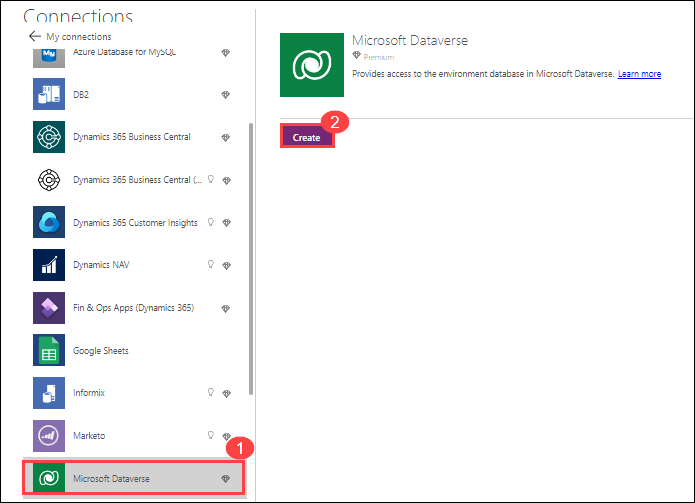 Connections
My connections
Azure Database for MySQL
DB2
Dynamics 365 Business Central
Dynamics 365 Business Central (...
Dynamics 365 Customer Insights
Dynamics NAV
Fin & Ops Apps (Dynamics 365)
Google Sheets
Informix
Marketo
1
Microsoft Dataverse
Microsoft Dataverse
Premium
Provides access to the environment database in Microsoft Dataverse. Learn more
2
Create